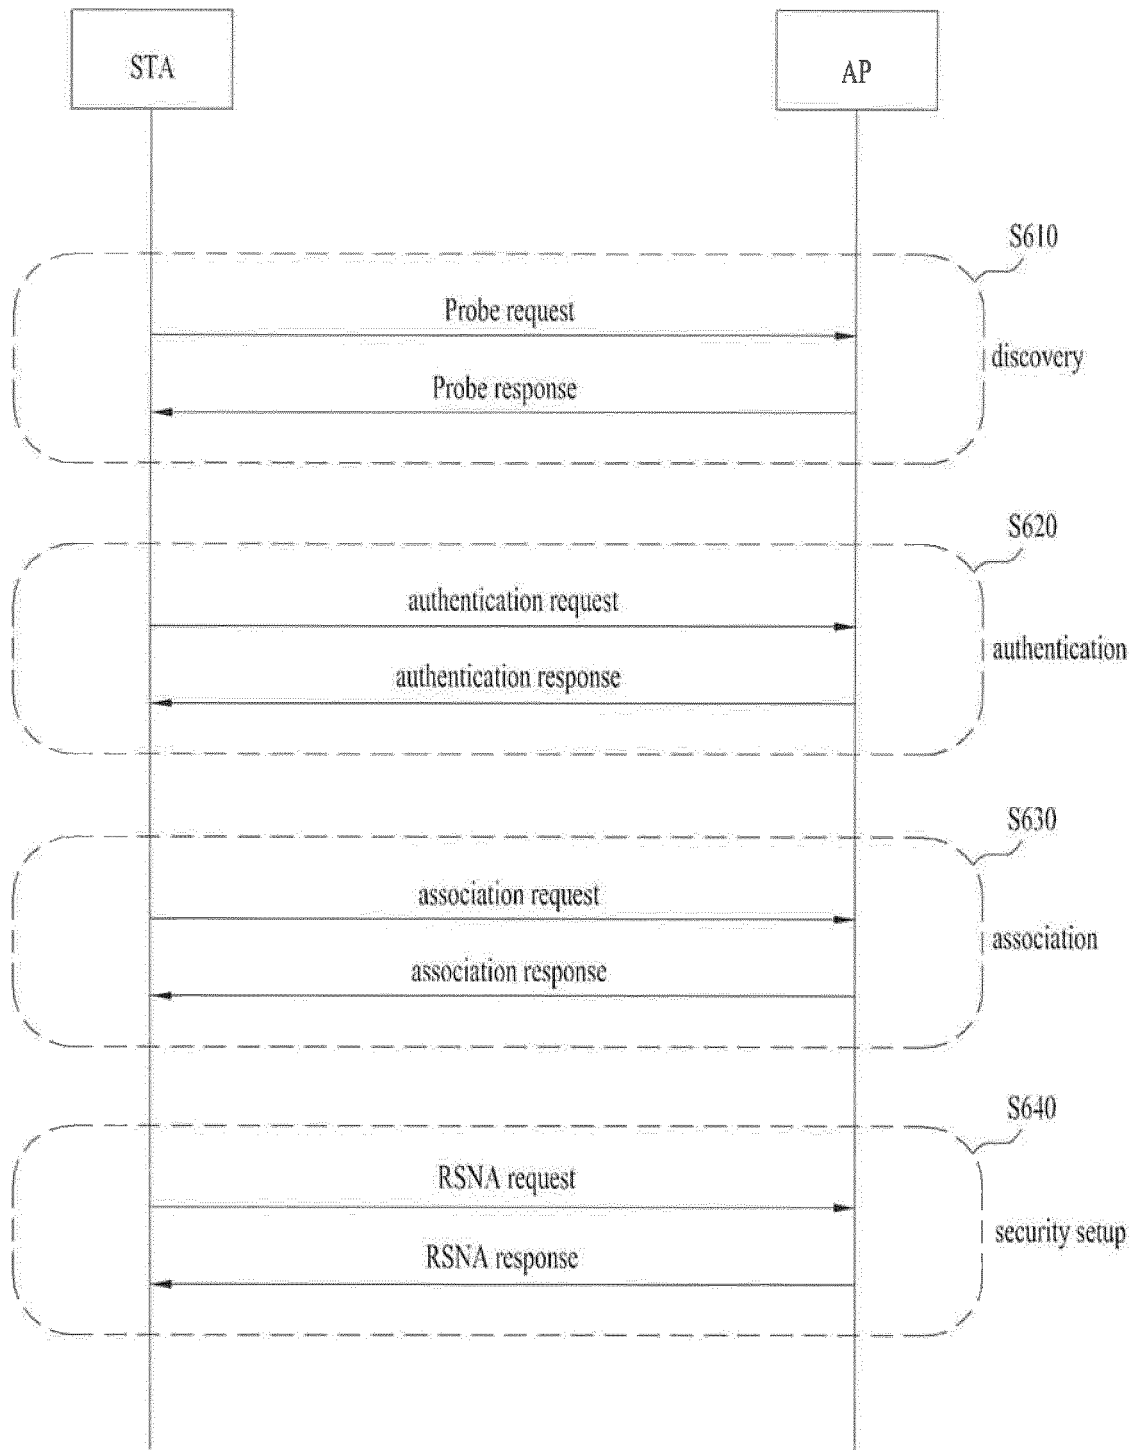 STA
AP
S610
Probe request
discovery
Probe response
S620
authentication request
authentication
authentication response
S630
association request
association
association response
S640
RSNA request
security setup
RSNA response